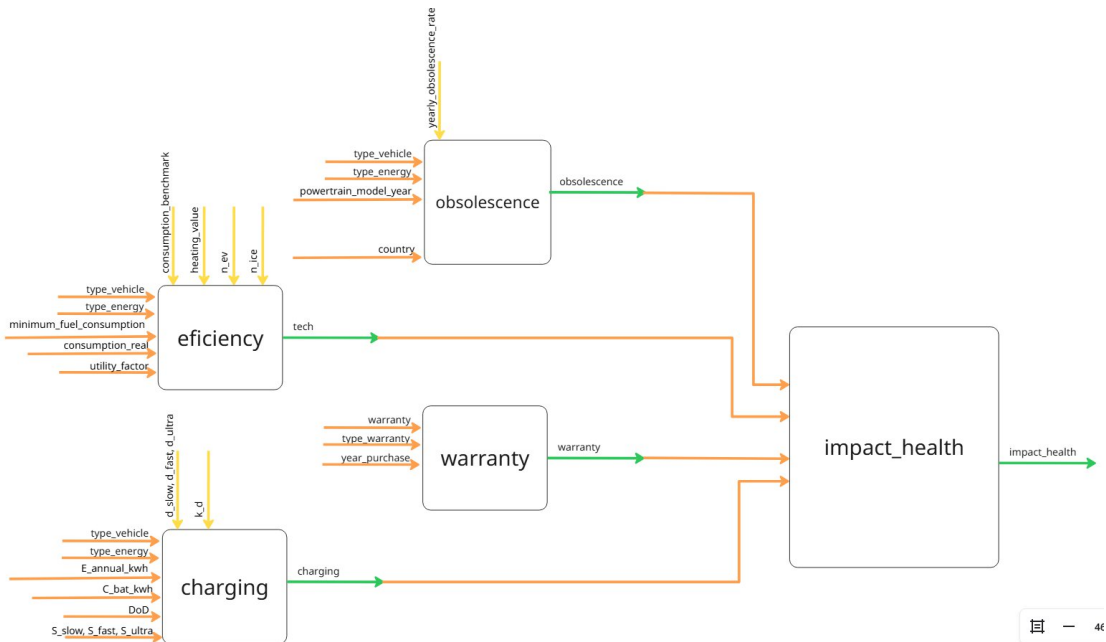 yearly_obsolescence_rate
type_vehicle
type_energy
powertrain_model_year
country
obsolescence
obsolescence
consumption_benchmark
heating_value
n_ev
n_ice
type_vehicle
type_energy
minimum_fuel_consumption
consumption_real
utility_factor
eficiency
tech
warranty
type_warranty
year_purchase
warranty
warranty
impact_health
impact_health
d_slow, d_fast, d_ultra
k_d
type_vehicle
type_energy
E_annual_kwh
C_bat_kwh
DoD
S_slow, S_fast, S_ultra
charging
charging
46